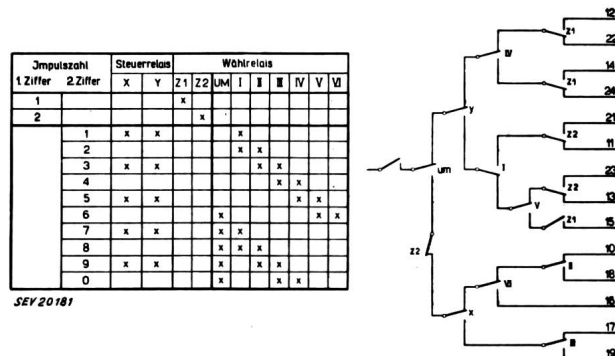 Jmpulszahl Steuerrelais Wählrelais
1. Ziffer 2. Ziffer X Y Z1 Z2 UM I II III IV V VI
1 x
2 x
1 x x x
2 x x
3 x x x x
4 x x
5 x x x x
6 x x x
7 x x x x
8 x x x x
9 x x x x x
0 x x x
SEV 20181
12
Z1
22
IV
14
Z1
24
y
21
Z2
11
I
um
23
Z2
13
V
Z1
15
Z2
10
II
18
VI
16
x
17
III
19